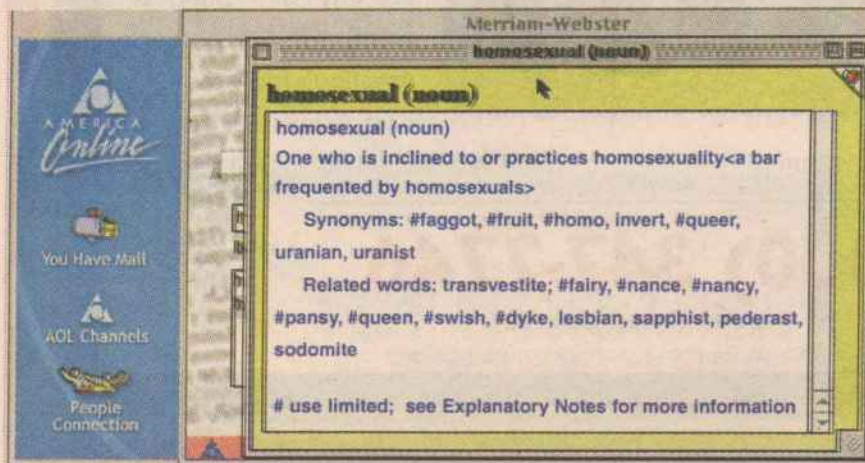 Merriam-Webster
homosexual (noun)
AMERICA
Online
You Have Mail
AOL Channels
People
Connection
homosexual (noun)
homosexual (noun)
One who is inclined to or practices homosexuality<a bar
frequented by homosexuals>
Synonyms: #faggot, #fruit, #homo, invert, #queer,
uranian, uranist
Related words: transvestite; #fairy, #nance, #nancy,
#pansy, #queen, #swish, #dyke, lesbian, sapphist, pederast,
sodomite
# use limited; see Explanatory Notes for more information